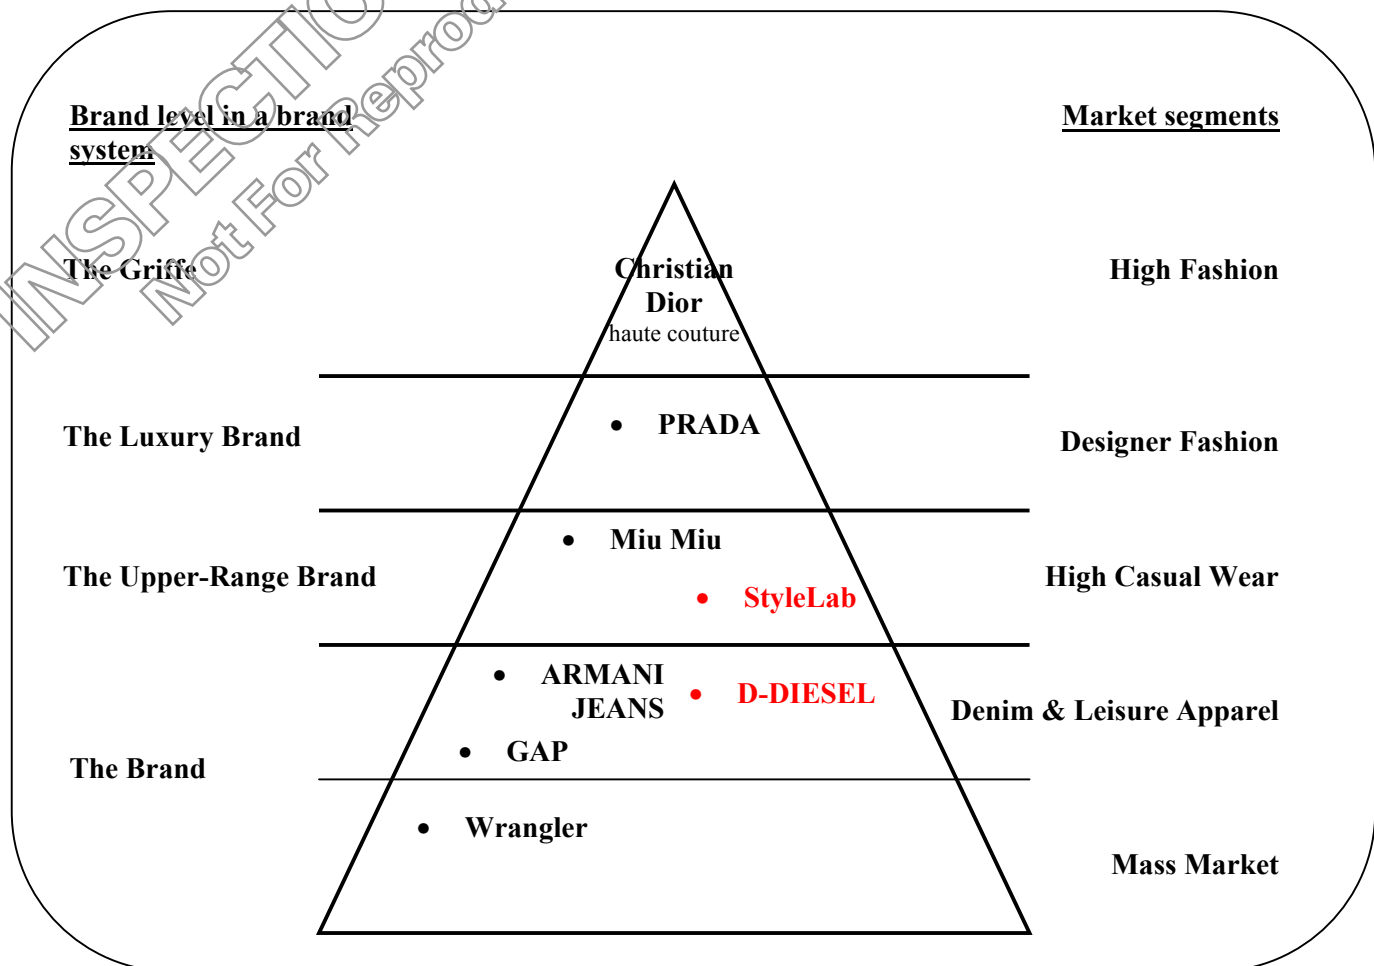 INSPECTIO
Not For Reprod
Brand level in a brand
system
Market segments
The Griffe
Christian
Dior
haute couture
High Fashion
The Luxury Brand
• PRADA
Designer Fashion
The Upper-Range Brand
• Miu Miu
• StyleLab
High Casual Wear
The Brand
• ARMANI
JEANS
• D-DIESEL
• GAP
Denim & Leisure Apparel
• Wrangler
Mass Market